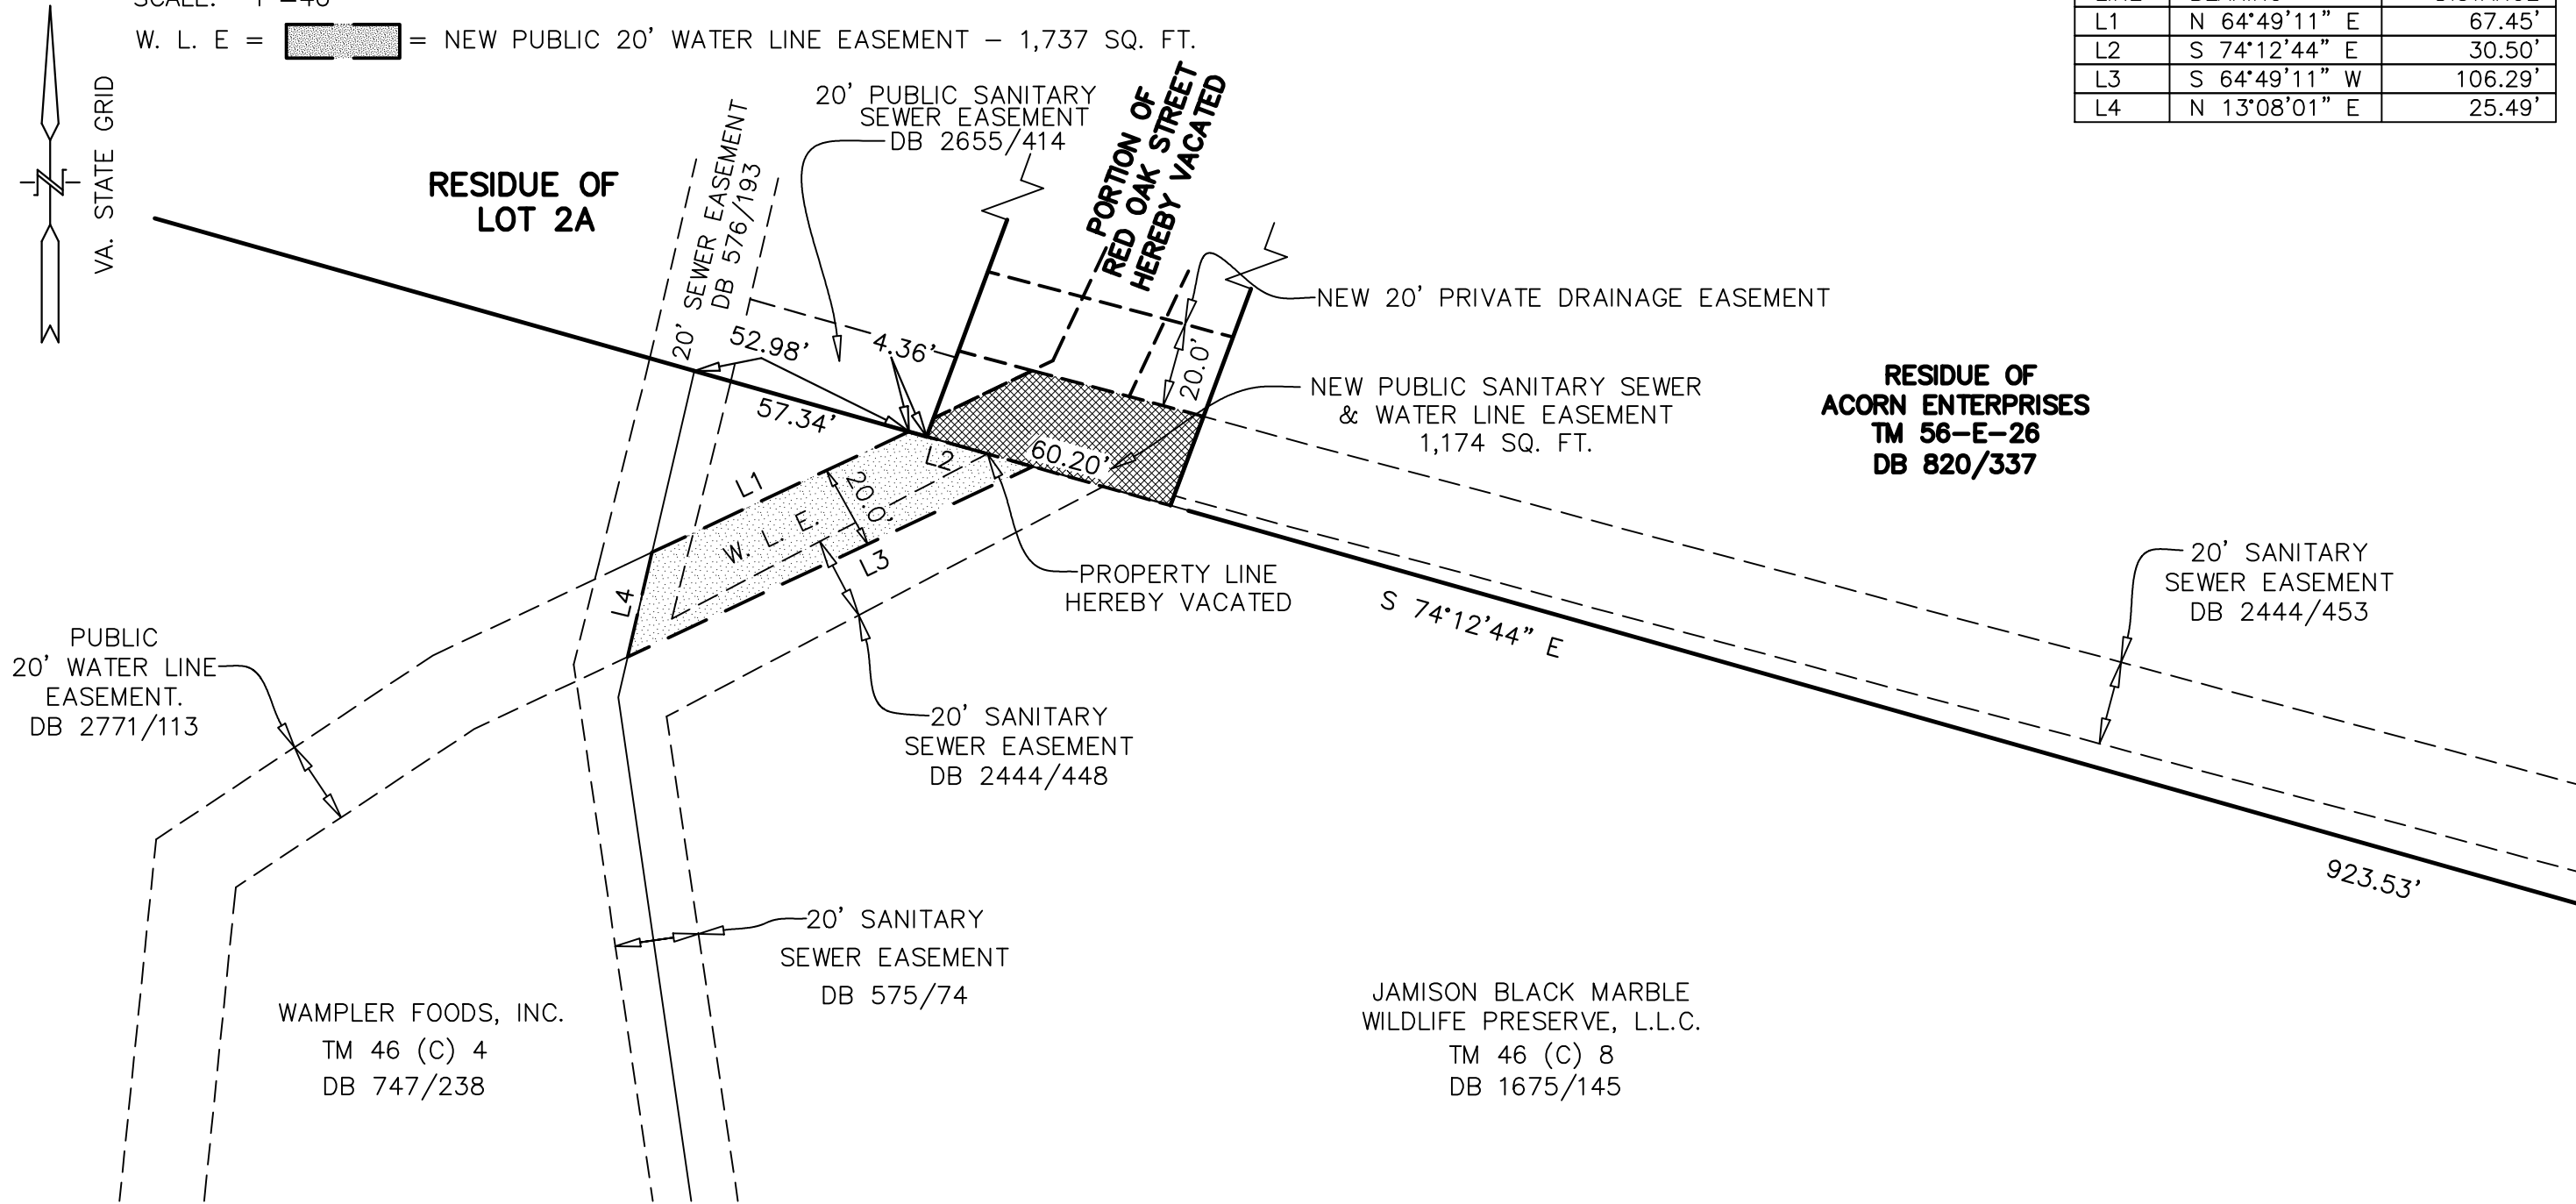 SCALE: 1"=40'
W. L. E = = NEW PUBLIC 20' WATER LINE EASEMENT – 1,737 SQ. FT.
VA. STATE GRID
LINE BEARING DISTANCE
L1 N 64°49'11" E 67.45'
L2 S 74°12'44" E 30.50'
L3 S 64°49'11" W 106.29'
L4 N 13°08'01" E 25.49'
RESIDUE OF
LOT 2A
20' SEWER EASEMENT
DB 576/193
20' PUBLIC SANITARY
SEWER EASEMENT
DB 2655/414
PORTION OF
RED OAK STREET
HEREBY VACATED
NEW 20' PRIVATE DRAINAGE EASEMENT
20.0'
52.98'
4.36'
57.34'
NEW PUBLIC SANITARY SEWER
& WATER LINE EASEMENT
1,174 SQ. FT.
RESIDUE OF
ACORN ENTERPRISES
TM 56-E-26
DB 820/337
60.20'
L2
L1
20.0'
W. L. E.
L3
L4
PROPERTY LINE
HEREBY VACATED
S 74°12'44" E
20' SANITARY
SEWER EASEMENT
DB 2444/453
PUBLIC
20' WATER LINE
EASEMENT.
DB 2771/113
20' SANITARY
SEWER EASEMENT
DB 2444/448
923.53'
20' SANITARY
SEWER EASEMENT
DB 575/74
WAMPLER FOODS, INC.
TM 46 (C) 4
DB 747/238
JAMISON BLACK MARBLE
WILDLIFE PRESERVE, L.L.C.
TM 46 (C) 8
DB 1675/145